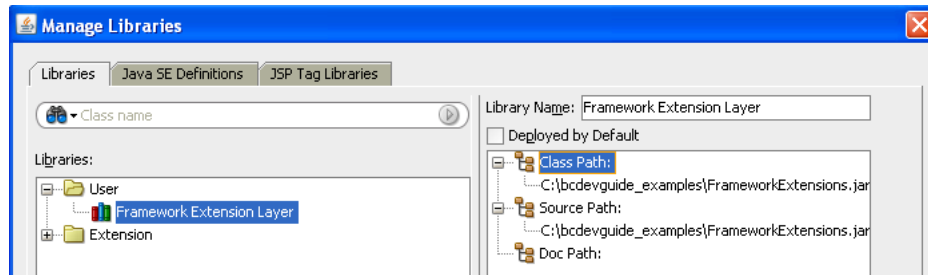 Manage Libraries
Libraries
Java SE Definitions
JSP Tag Libraries
Class name
Libraries:
User
Framework Extension Layer
Extension
Library Name: Framework Extension Layer
Deployed by Default
Class Path:
C:\bcdevguide_examples\FrameworkExtensions.jar
Source Path:
C:\bcdevguide_examples\FrameworkExtensions.jar
Doc Path: